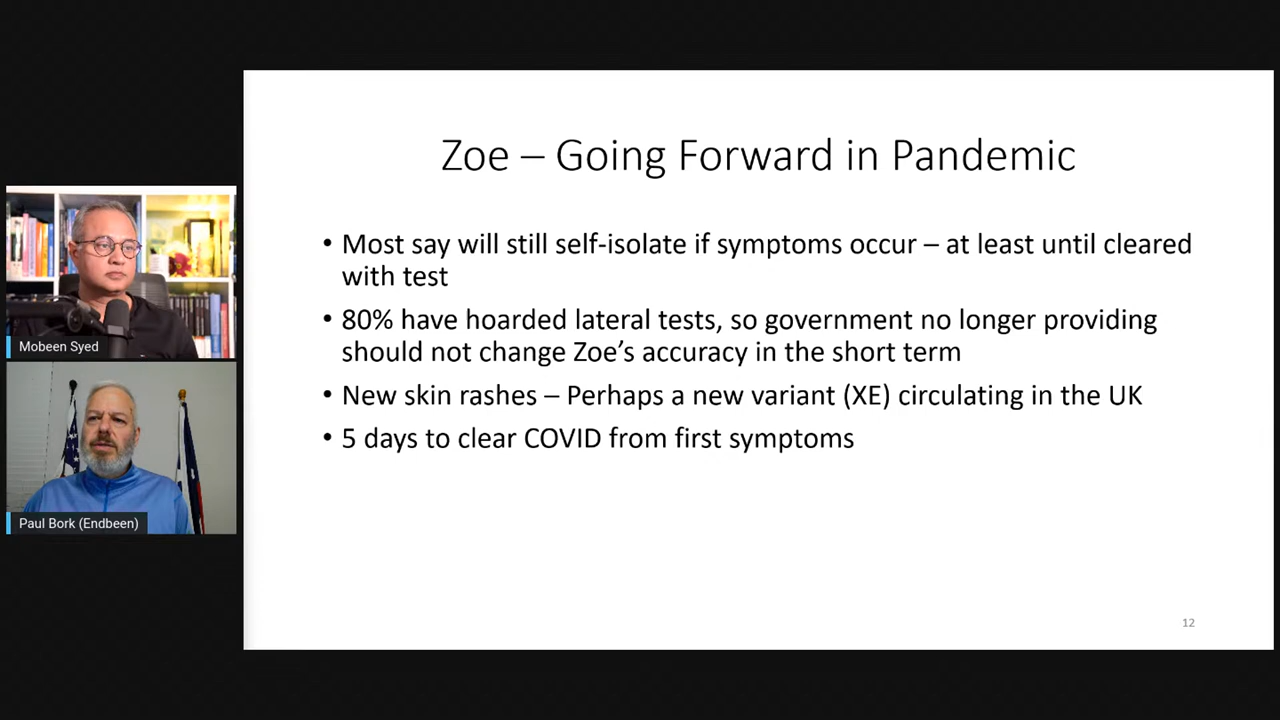 Zoe – Going Forward in Pandemic
• Most say will still self-isolate if symptoms occur – at least until cleared
with test
• 80% have hoarded lateral tests, so government no longer providing
should not change Zoe’s accuracy in the short term
• New skin rashes – Perhaps a new variant (XE) circulating in the UK
• 5 days to clear COVID from first symptoms
12
Mobeen Syed
Paul Bork (Endbeen)